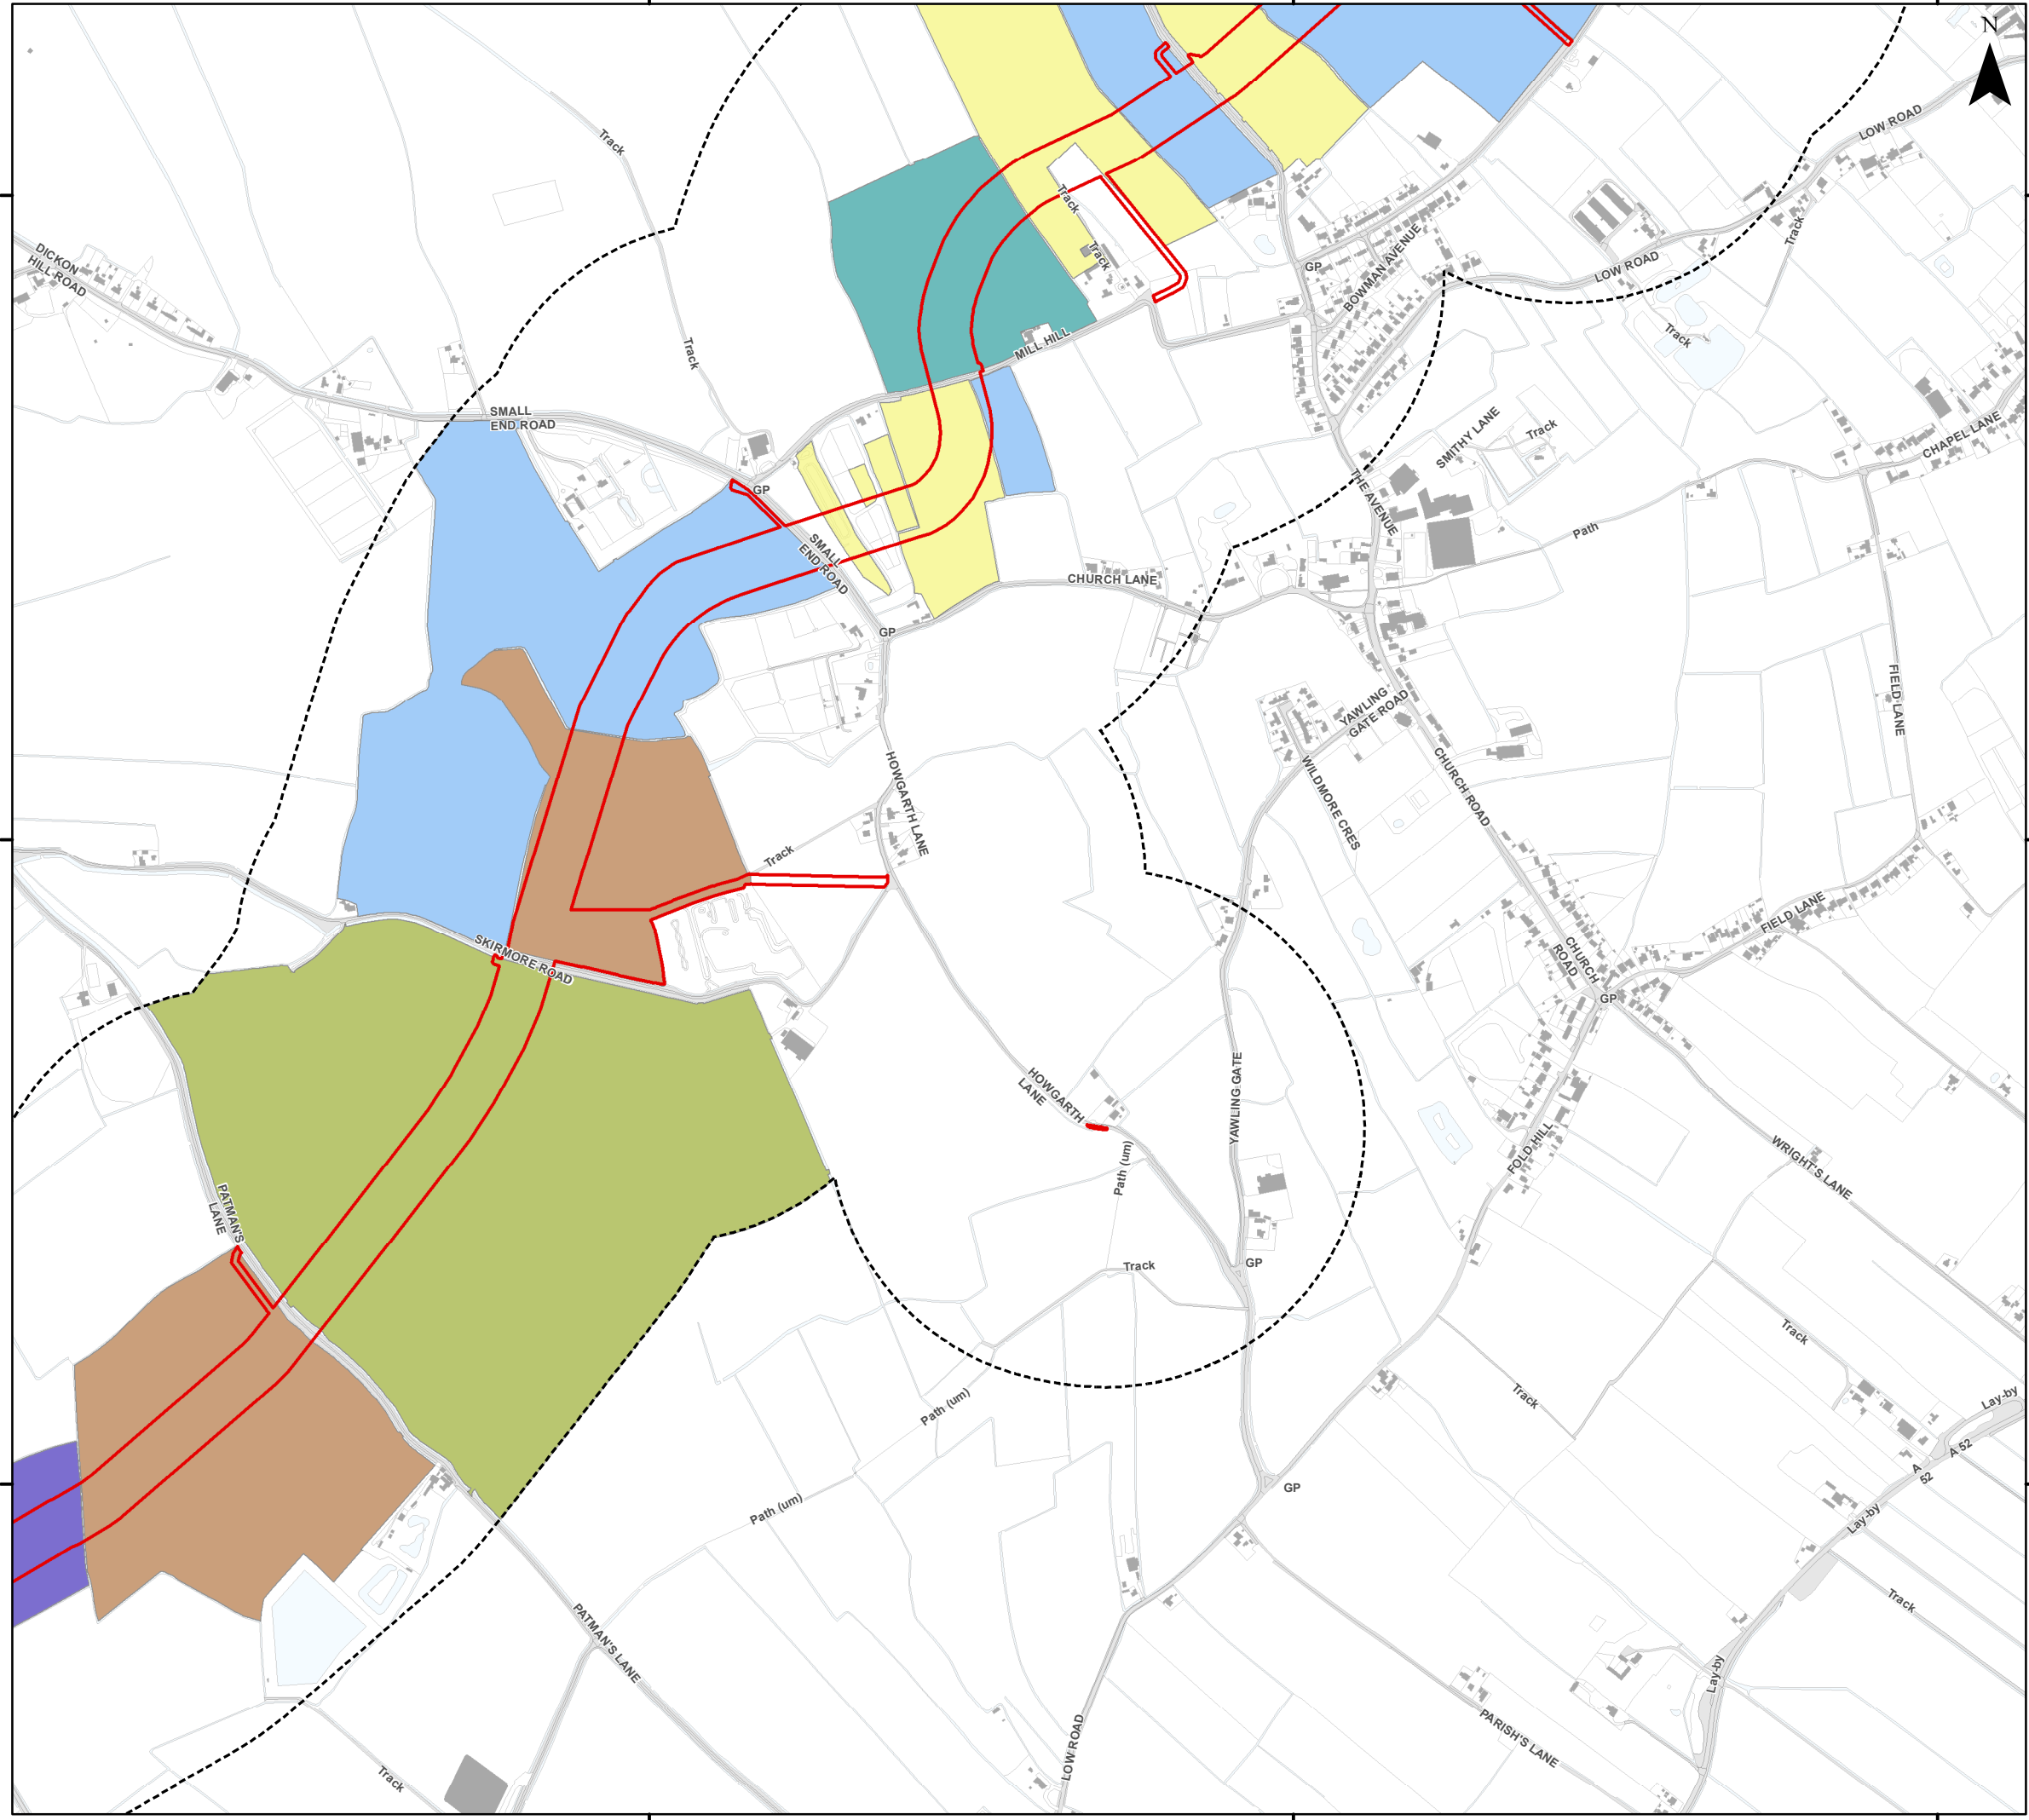 N
LOW ROAD
Track
DICKON
HILL ROAD
Track
Track
Track
LOW ROAD
GP
BOWMAN AVENUE
Track
MILL HILL
Track
SMALL
END ROAD
SMITHY LANE
Track
CHAPEL LANE
GP
THE AVENUE
Path
SMALL
END ROAD
CHURCH LANE
GP
FIELD LANE
YAWLING
GATE ROAD
HOWGARTH LANE
WILDMORE CRES
CHURCH ROAD
Track
FIELD LANE
SKIRMORE ROAD
CHURCH
ROAD
GP
HOWGARTH
LANE
YAWLING GATE
Path (um)
FOLD HILL
WRIGHT'S LANE
PATMAN'S
LANE
Track
GP
Track
Track
Path (um)
Lay-by
A 52
A
52
GP
Path (um)
Lay-by
Track
PATMAN'S LANE
Lay-by
LOW ROAD
PARISH'S LANE
Track